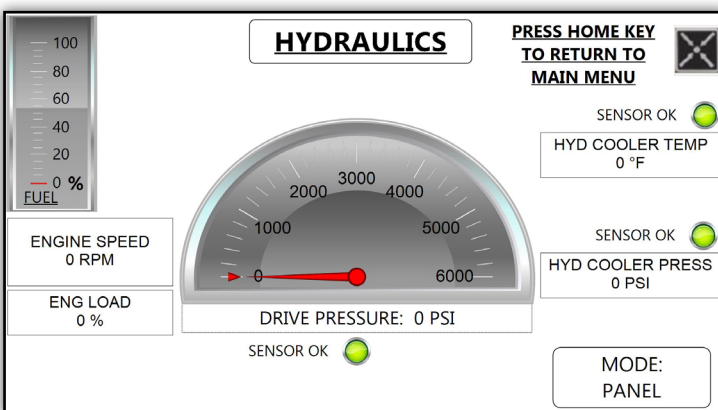 HYDRAULICS
PRESS HOME KEY
TO RETURN TO
MAIN MENU
100
80
60
40
20
0 %
FUEL
ENGINE SPEED
0 RPM
ENG LOAD
0 %
0
1000
2000
3000
4000
5000
6000
DRIVE PRESSURE: 0 PSI
SENSOR OK
SENSOR OK
HYD COOLER TEMP
0 °F
SENSOR OK
HYD COOLER PRESS
0 PSI
MODE:
PANEL